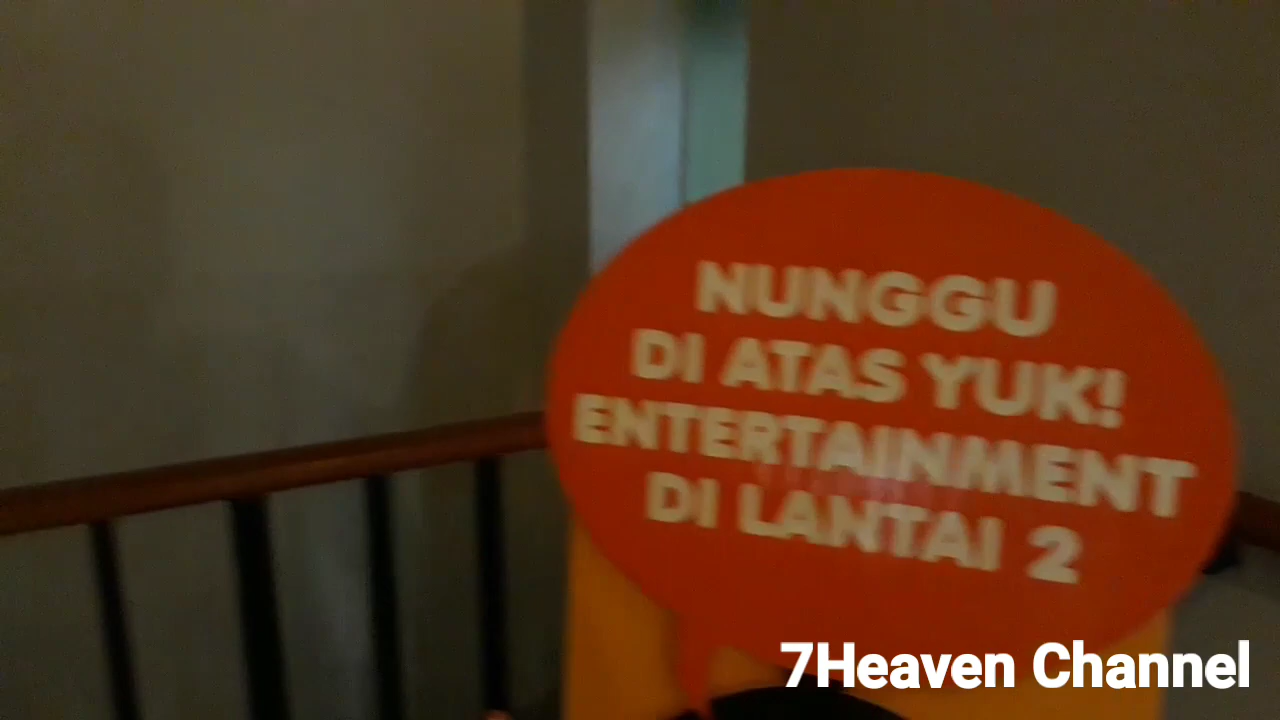 NUNGGU
DI ATAS YUK!
ENTERTAINMENT
DI LANTAI 2
7Heaven Channel